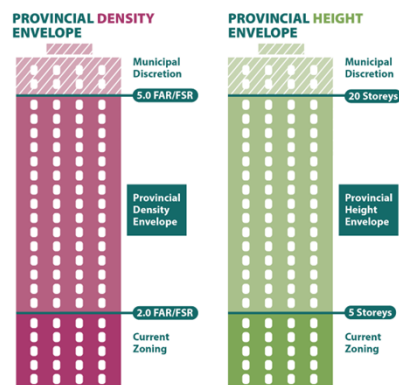 PROVINCIAL DENSITY
ENVELOPE
Municipal
Discretion
5.0 FAR/FSR
Provincial
Density
Envelope
2.0 FAR/FSR
Current
Zoning
PROVINCIAL HEIGHT
ENVELOPE
Municipal
Discretion
20 Storeys
Provincial
Height
Envelope
5 Storeys
Current
Zoning